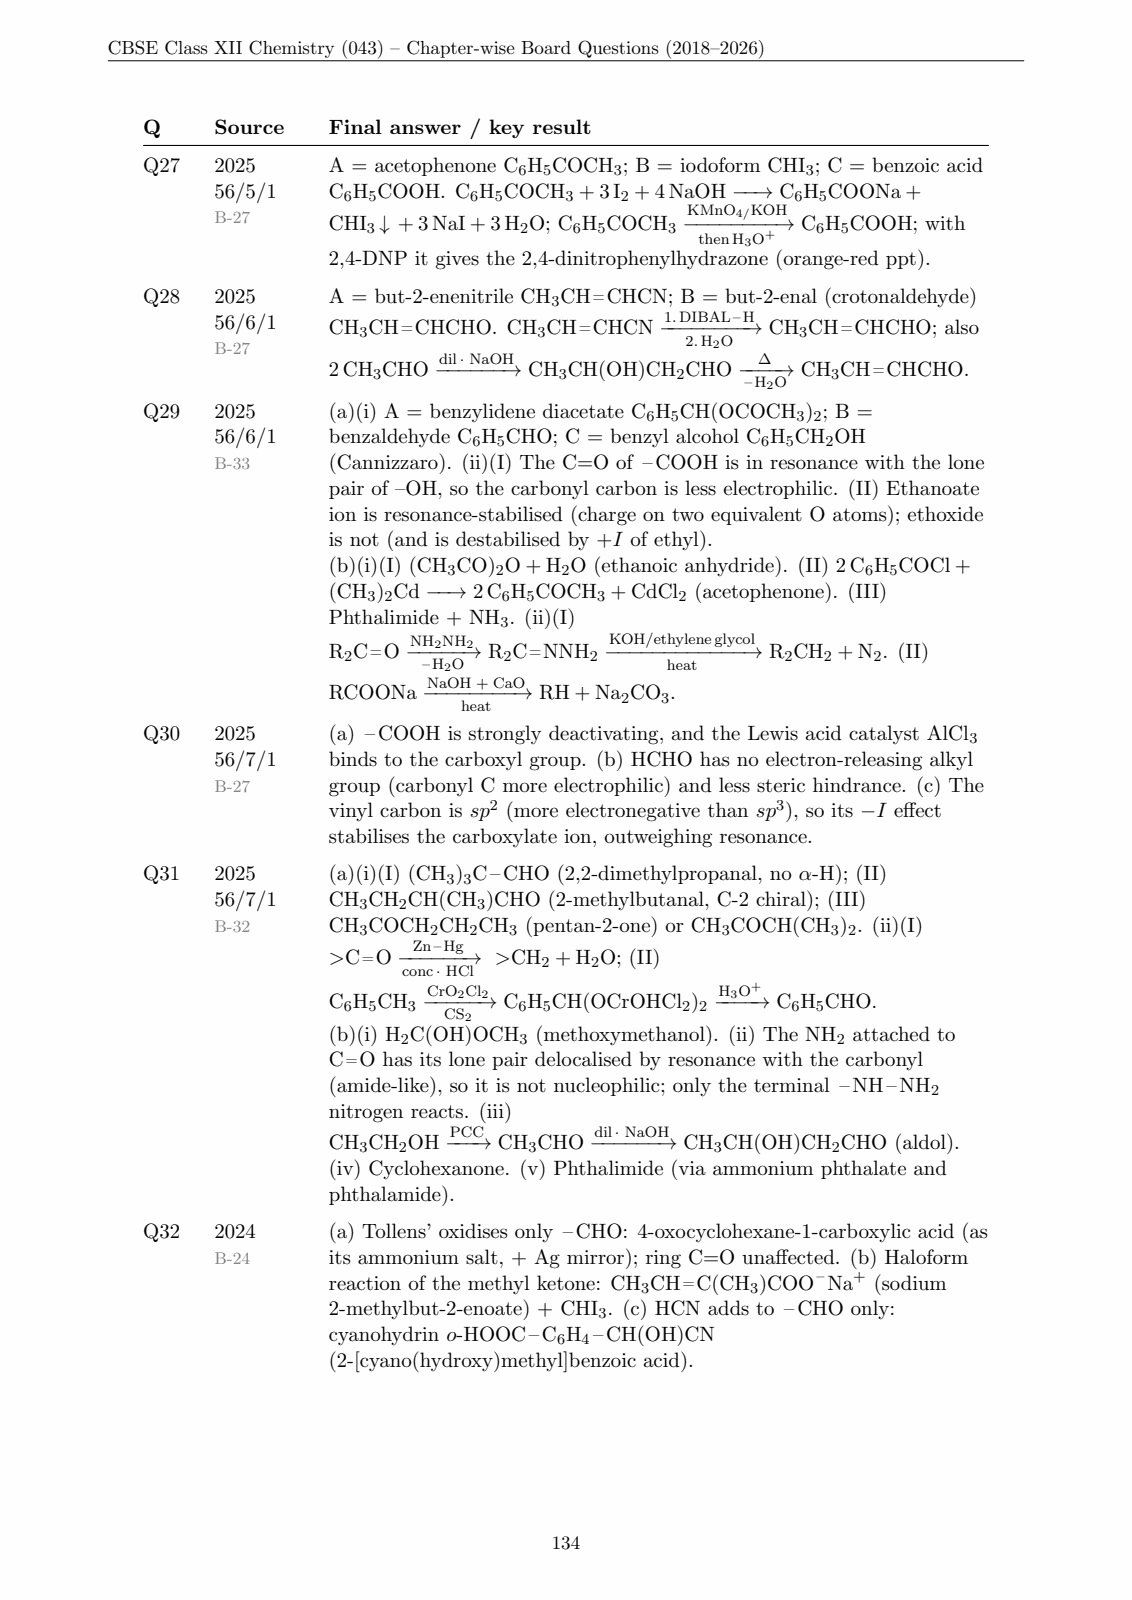 CBSE Class XII Chemistry (043) – Chapter-wise Board Questions (2018–2026)
Q Source Final answer / key result
Q27 2025 A = acetophenone C₆H₅COCH₃; B = iodoform CHI₃; C = benzoic acid
56/5/1 C₆H₅COOH. C₆H₅COCH₃ + 3 I₂ + 4 NaOH ⟶ C₆H₅COONa +
B-27 CHI₃↓ + 3 NaI + 3 H₂O; C₆H₅COCH₃ —KMnO₄/KOH→ then H₃O⁺ C₆H₅COOH; with
2,4-DNP it gives the 2,4-dinitrophenylhydrazone (orange-red ppt).
Q28 2025 A = but-2-enenitrile CH₃CH=CHCN; B = but-2-enal (crotonaldehyde)
56/6/1 CH₃CH=CHCHO. CH₃CH=CHCN —1. DIBAL–H→ 2. H₂O CH₃CH=CHCHO; also
B-27 2 CH₃CHO —dil · NaOH→ CH₃CH(OH)CH₂CHO —Δ→ –H₂O CH₃CH=CHCHO.
Q29 2025 (a)(i) A = benzylidene diacetate C₆H₅CH(OCOCH₃)₂; B =
56/6/1 benzaldehyde C₆H₅CHO; C = benzyl alcohol C₆H₅CH₂OH
B-33 (Cannizzaro). (ii)(I) The C=O of –COOH is in resonance with the lone
pair of –OH, so the carbonyl carbon is less electrophilic. (II) Ethanoate
ion is resonance-stabilised (charge on two equivalent O atoms); ethoxide
is not (and is destabilised by +I of ethyl).
(b)(i)(I) (CH₃CO)₂O + H₂O (ethanoic anhydride). (II) 2 C₆H₅COCl +
(CH₃)₂Cd ⟶ 2 C₆H₅COCH₃ + CdCl₂ (acetophenone). (III)
Phthalimide + NH₃. (ii)(I)
R₂C=O —NH₂NH₂→ –H₂O R₂C=NNH₂ —KOH/ethylene glycol→ heat R₂CH₂ + N₂. (II)
RCOONa —NaOH + CaO→ heat RH + Na₂CO₃.
Q30 2025 (a) –COOH is strongly deactivating, and the Lewis acid catalyst AlCl₃
56/7/1 binds to the carboxyl group. (b) HCHO has no electron-releasing alkyl
B-27 group (carbonyl C more electrophilic) and less steric hindrance. (c) The
vinyl carbon is sp² (more electronegative than sp³), so its −I effect
stabilises the carboxylate ion, outweighing resonance.
Q31 2025 (a)(i)(I) (CH₃)₃C–CHO (2,2-dimethylpropanal, no α-H); (II)
56/7/1 CH₃CH₂CH(CH₃)CHO (2-methylbutanal, C-2 chiral); (III)
B-32 CH₃COCH₂CH₂CH₃ (pentan-2-one) or CH₃COCH(CH₃)₂. (ii)(I)
>C=O —Zn–Hg→ conc · HCl >CH₂ + H₂O; (II)
C₆H₅CH₃ —CrO₂Cl₂→ CS₂ C₆H₅CH(OCrOHCl₂)₂ —H₃O⁺→ C₆H₅CHO.
(b)(i) H₂C(OH)OCH₃ (methoxymethanol). (ii) The NH₂ attached to
C=O has its lone pair delocalised by resonance with the carbonyl
(amide-like), so it is not nucleophilic; only the terminal –NH–NH₂
nitrogen reacts. (iii)
CH₃CH₂OH —PCC→ CH₃CHO —dil · NaOH→ CH₃CH(OH)CH₂CHO (aldol).
(iv) Cyclohexanone. (v) Phthalimide (via ammonium phthalate and
phthalamide).
Q32 2024 (a) Tollens’ oxidises only –CHO: 4-oxocyclohexane-1-carboxylic acid (as
B-24 its ammonium salt, + Ag mirror); ring C=O unaffected. (b) Haloform
reaction of the methyl ketone: CH₃CH=C(CH₃)COO⁻Na⁺ (sodium
2-methylbut-2-enoate) + CHI₃. (c) HCN adds to –CHO only:
cyanohydrin o-HOOC–C₆H₄–CH(OH)CN
(2-[cyano(hydroxy)methyl]benzoic acid).
134